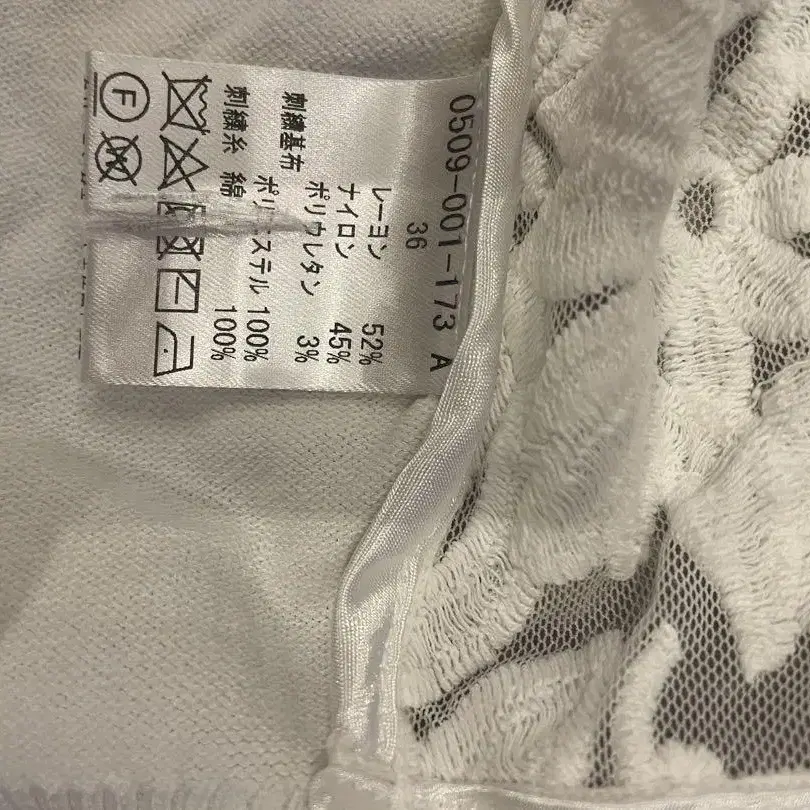 0509-001-173 A
36
レーヨン 52%
ナイロン 45%
ポリウレタン 3%
刺繍基布
ポリエステル 100%
刺繍糸 綿 100%
F
W